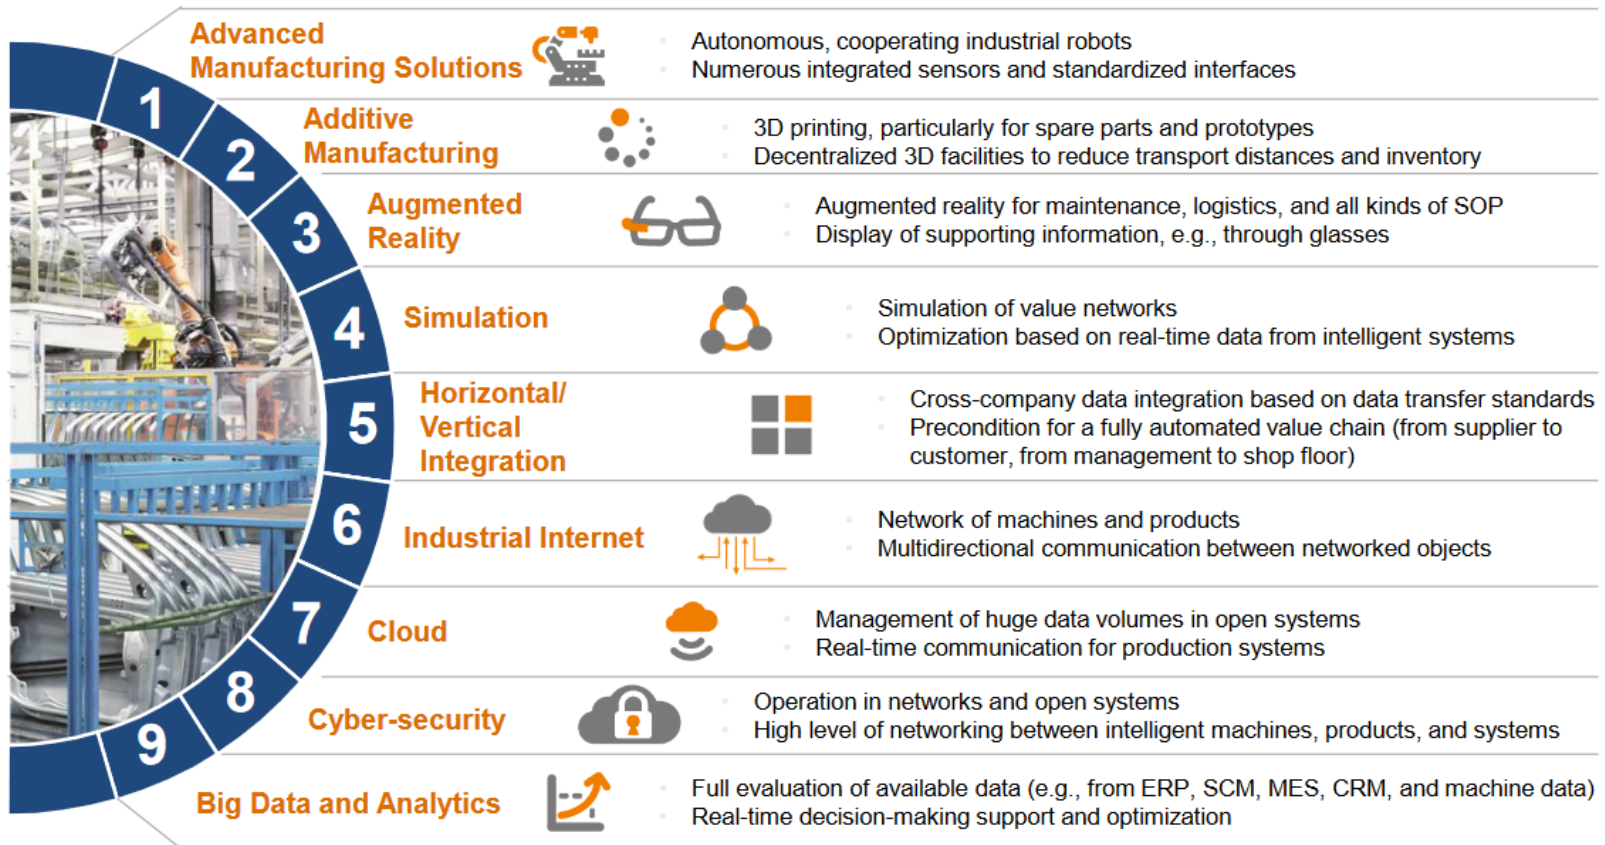 1
Advanced
Manufacturing Solutions
Autonomous, cooperating industrial robots
Numerous integrated sensors and standardized interfaces
2
Additive
Manufacturing
3D printing, particularly for spare parts and prototypes
Decentralized 3D facilities to reduce transport distances and inventory
3
Augmented
Reality
Augmented reality for maintenance, logistics, and all kinds of SOP
Display of supporting information, e.g., through glasses
4
Simulation
Simulation of value networks
Optimization based on real-time data from intelligent systems
5
Horizontal/
Vertical
Integration
Cross-company data integration based on data transfer standards
Precondition for a fully automated value chain (from supplier to
customer, from management to shop floor)
6
Industrial Internet
Network of machines and products
Multidirectional communication between networked objects
7
Cloud
Management of huge data volumes in open systems
Real-time communication for production systems
8
Cyber-security
Operation in networks and open systems
High level of networking between intelligent machines, products, and systems
9
Big Data and Analytics
Full evaluation of available data (e.g., from ERP, SCM, MES, CRM, and machine data)
Real-time decision-making support and optimization